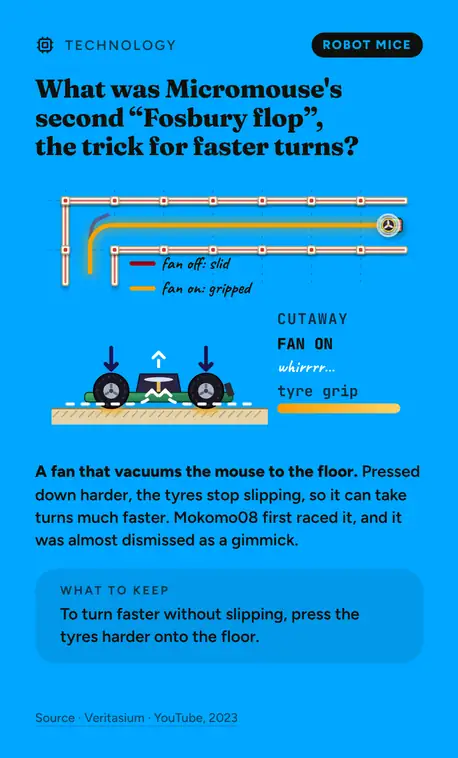 TECHNOLOGY
ROBOT MICE
What was Micromouse's
second “Fosbury flop”,
the trick for faster turns?
fan off: slid
fan on: gripped
CUTAWAY
FAN ON
whirrrr...
tyre grip
A fan that vacuums the mouse to the floor. Pressed
down harder, the tyres stop slipping, so it can take
turns much faster. Mokomo08 first raced it, and it
was almost dismissed as a gimmick.
WHAT TO KEEP
To turn faster without slipping, press the
tyres harder onto the floor.
Source · Veritasium · YouTube, 2023